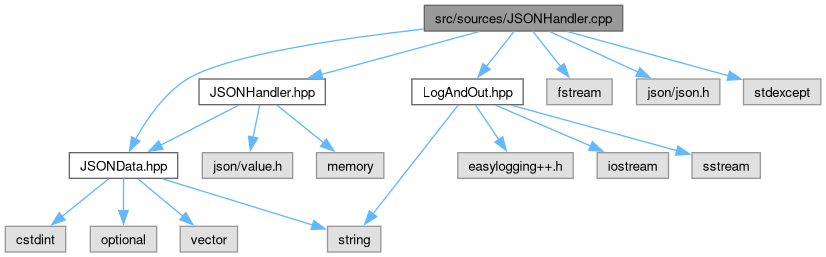 src/sources/JSONHandler.cpp
JSONHandler.hpp
LogAndOut.hpp
fstream
json/json.h
stdexcept
JSONData.hpp
json/value.h
memory
easylogging++.h
iostream
sstream
cstdint
optional
vector
string